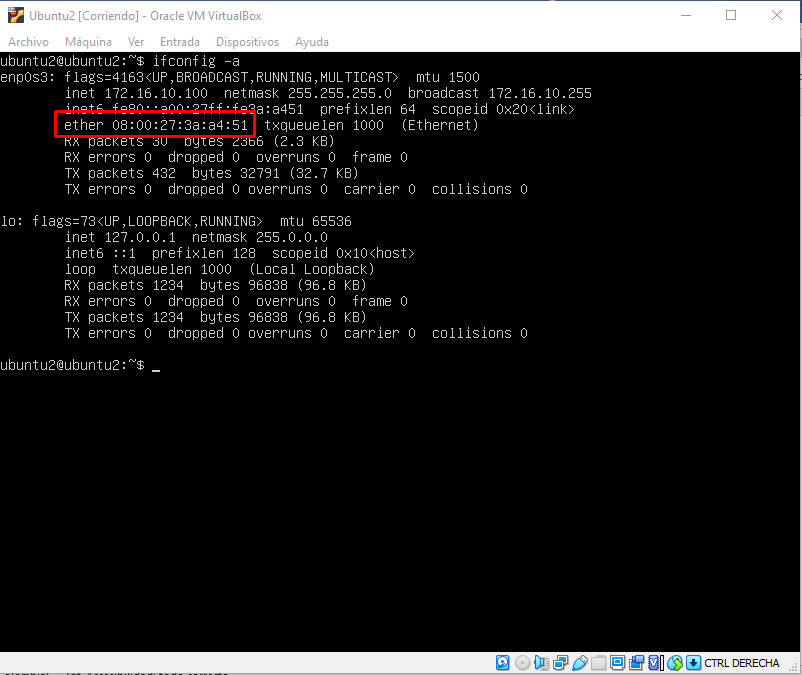 Ubuntu2 [Corriendo] - Oracle VM VirtualBox
Archivo Máquina Ver Entrada Dispositivos Ayuda
ubuntu2@ubuntu2:~$ ifconfig -a
enp0s3: flags=4163<UP,BROADCAST,RUNNING,MULTICAST> mtu 1500
inet 172.16.10.100 netmask 255.255.255.0 broadcast 172.16.10.255
inet6 fe80::a00:27ff:fe3a:a451 prefixlen 64 scopeid 0x20<link>
ether 08:00:27:3a:a4:51 txqueuelen 1000 (Ethernet)
RX packets 30 bytes 2366 (2.3 KB)
RX errors 0 dropped 0 overruns 0 frame 0
TX packets 432 bytes 32791 (32.7 KB)
TX errors 0 dropped 0 overruns 0 carrier 0 collisions 0
lo: flags=73<UP,LOOPBACK,RUNNING> mtu 65536
inet 127.0.0.1 netmask 255.0.0.0
inet6 ::1 prefixlen 128 scopeid 0x10<host>
loop txqueuelen 1000 (Local Loopback)
RX packets 1234 bytes 96838 (96.8 KB)
RX errors 0 dropped 0 overruns 0 frame 0
TX packets 1234 bytes 96838 (96.8 KB)
TX errors 0 dropped 0 overruns 0 carrier 0 collisions 0
ubuntu2@ubuntu2:~$ _
CTRL DERECHA